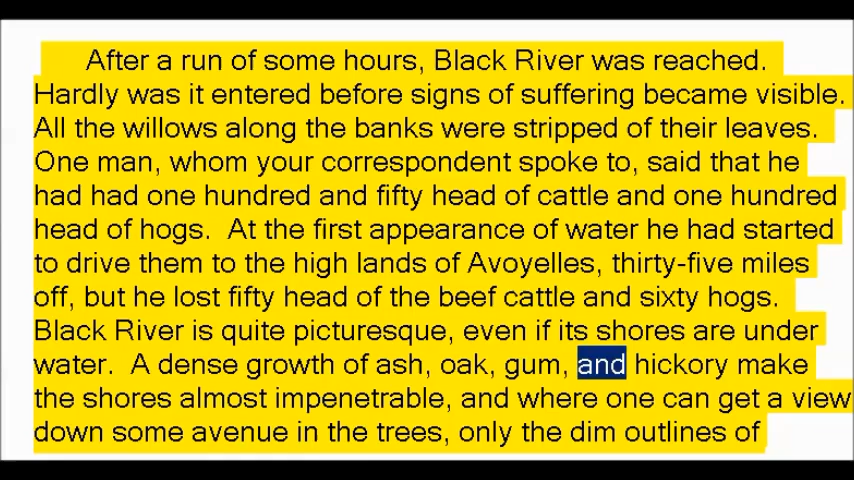 After a run of some hours, Black River was reached.
Hardly was it entered before signs of suffering became visible.
All the willows along the banks were stripped of their leaves.
One man, whom your correspondent spoke to, said that he
had had one hundred and fifty head of cattle and one hundred
head of hogs.  At the first appearance of water he had started
to drive them to the high lands of Avoyelles, thirty-five miles
off, but he lost fifty head of the beef cattle and sixty hogs.
Black River is quite picturesque, even if its shores are under
water.  A dense growth of ash, oak, gum, and hickory make
the shores almost impenetrable, and where one can get a view
down some avenue in the trees, only the dim outlines of